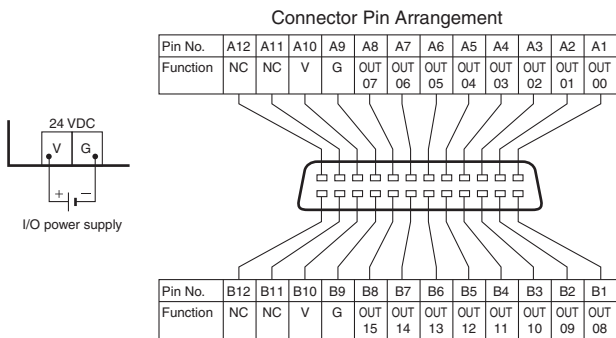 Connector Pin Arrangement
Pin No. A12 A11 A10 A9 A8 A7 A6 A5 A4 A3 A2 A1
Function NC NC V G OUT 07 OUT 06 OUT 05 OUT 04 OUT 03 OUT 02 OUT 01 OUT 00
24 VDC
V G
+ −
I/O power supply
Pin No. B12 B11 B10 B9 B8 B7 B6 B5 B4 B3 B2 B1
Function NC NC V G OUT 15 OUT 14 OUT 13 OUT 12 OUT 11 OUT 10 OUT 09 OUT 08